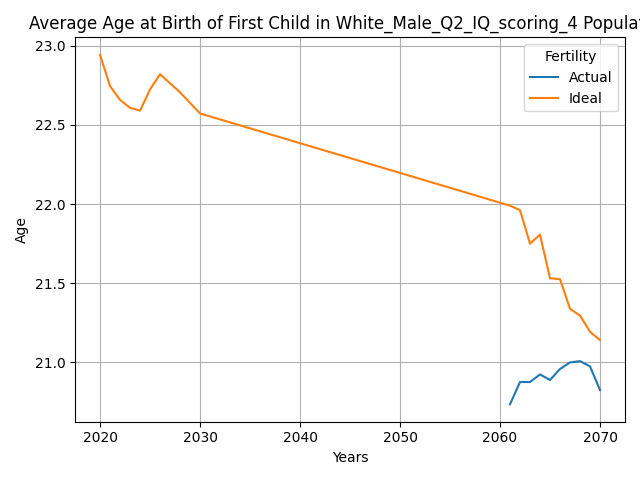 Average Age at Birth of First Child in White_Male_Q2_IQ_scoring_4
Fertility
Actual
Ideal
23.0
22.5
22.0
21.5
21.0
Age
2020 2030 2040 2050 2060 2070
Years